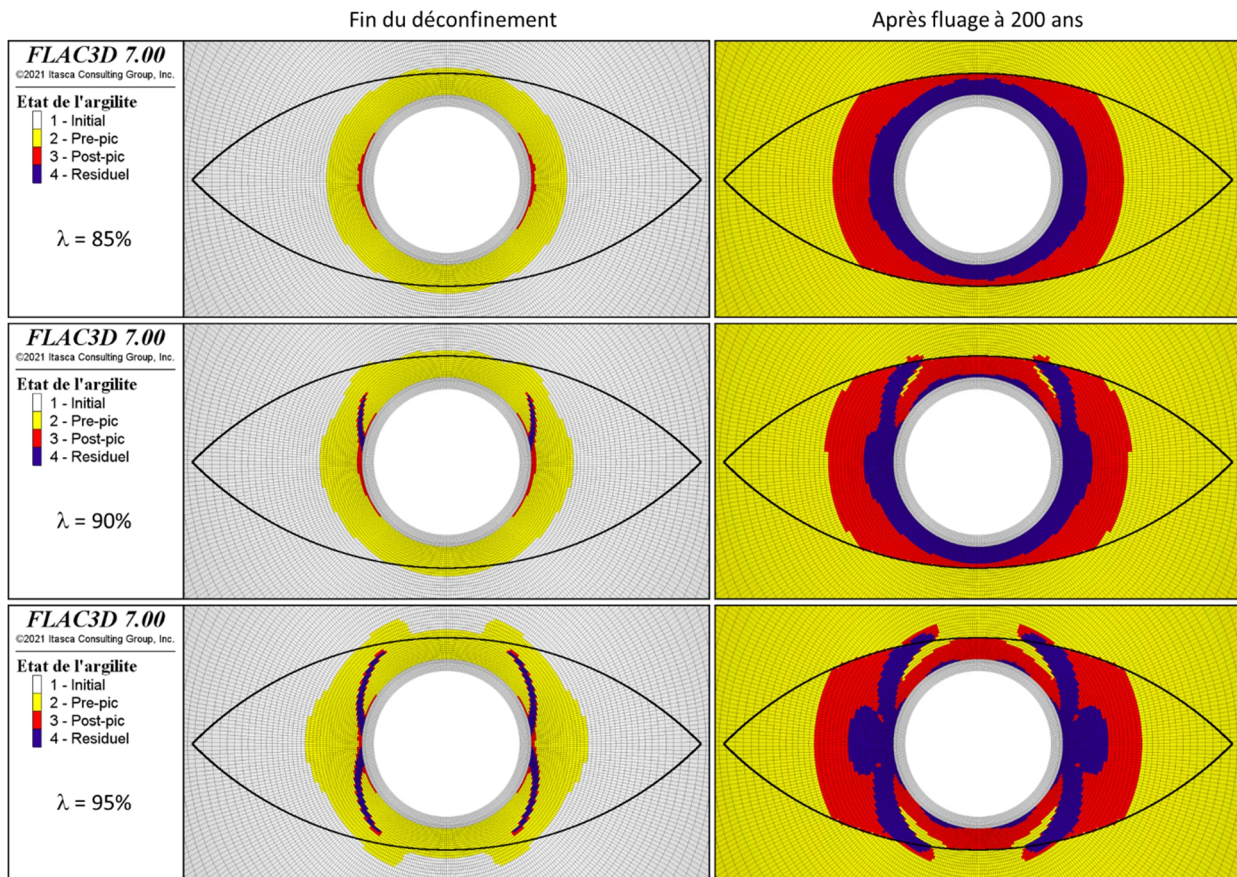 Fin du déconfinement
Après fluage à 200 ans
FLAC3D 7.00
©2021 Itasca Consulting Group, Inc.
Etat de l'argilite
1 - Initial
2 - Pre-pic
3 - Post-pic
4 - Residuel
λ = 85%
FLAC3D 7.00
©2021 Itasca Consulting Group, Inc.
Etat de l'argilite
1 - Initial
2 - Pre-pic
3 - Post-pic
4 - Residuel
λ = 90%
FLAC3D 7.00
©2021 Itasca Consulting Group, Inc.
Etat de l'argilite
1 - Initial
2 - Pre-pic
3 - Post-pic
4 - Residuel
λ = 95%